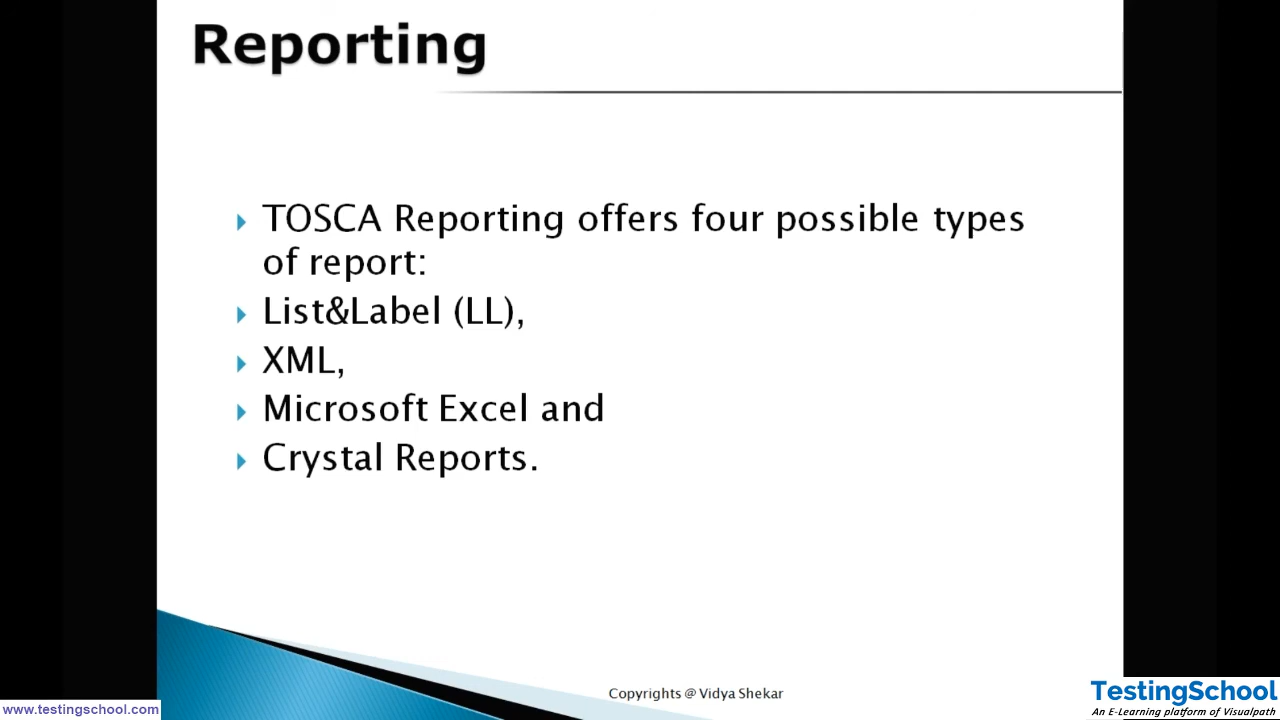 Reporting
TOSCA Reporting offers four possible types
of report:
List&Label (LL),
XML,
Microsoft Excel and
Crystal Reports.
Copyrights @ Vidya Shekar
www.testingschool.com
TestingSchool
An E-Learning platform of Visualpath